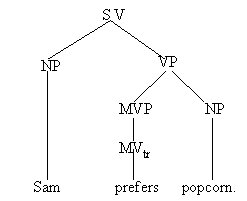 S V
NP VP
MVP NP
MVtr
Sam prefers popcorn.